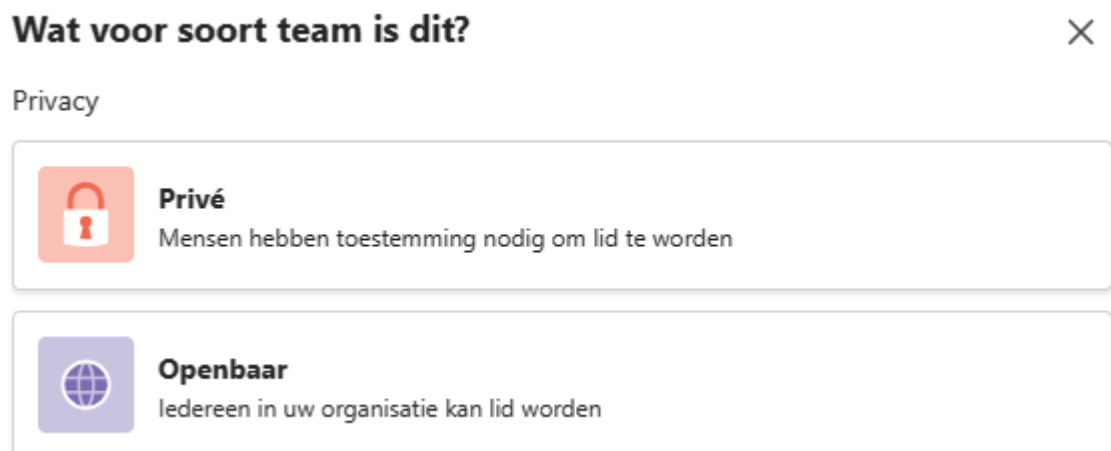 Wat voor soort team is dit?
Privacy
Privé
Mensen hebben toestemming nodig om lid te worden
Openbaar
Iedereen in uw organisatie kan lid worden